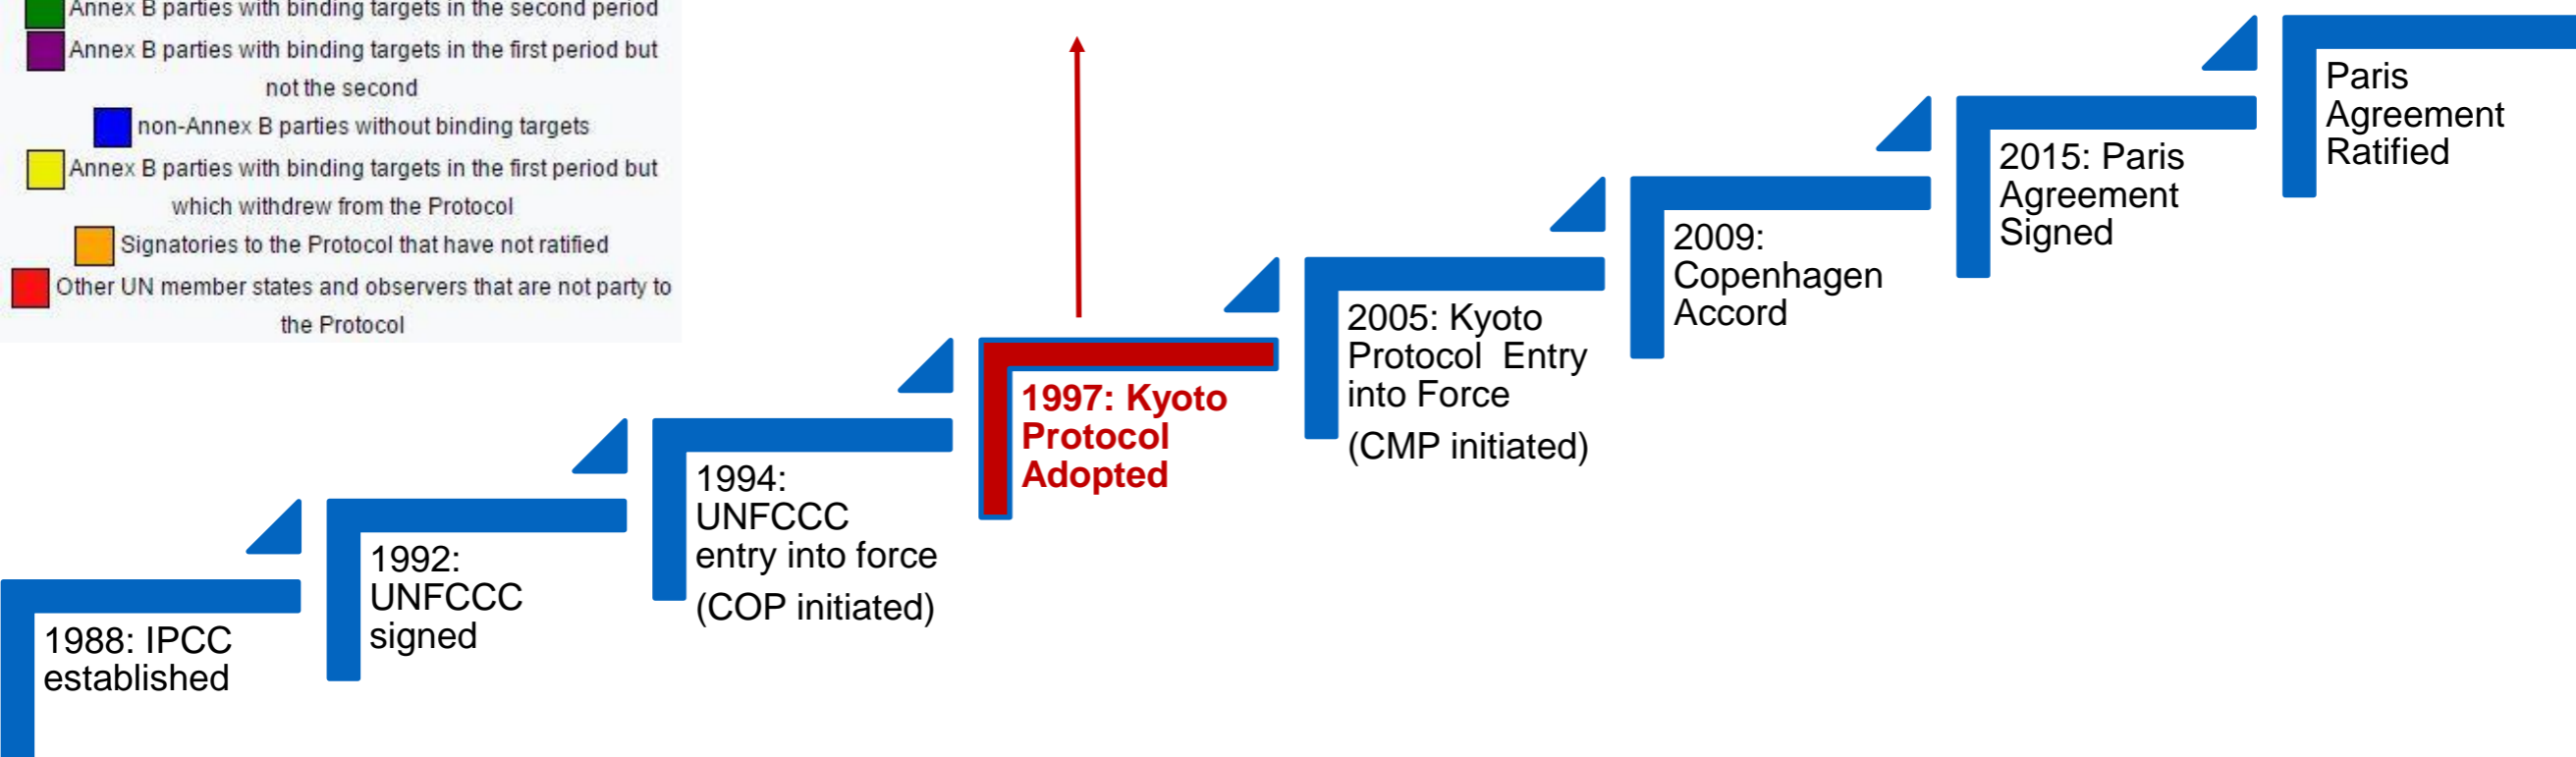 Annex B parties with binding targets in the second period
Annex B parties with binding targets in the first period but
not the second
non-Annex B parties without binding targets
Annex B parties with binding targets in the first period but
which withdrew from the Protocol
Signatories to the Protocol that have not ratified
Other UN member states and observers that are not party to
the Protocol
1988: IPCC
established
1992:
UNFCCC
signed
1994:
UNFCCC
entry into force
(COP initiated)
1997: Kyoto
Protocol
Adopted
2005: Kyoto
Protocol  Entry
into Force
(CMP initiated)
2009:
Copenhagen
Accord
2015: Paris
Agreement
Signed
Paris
Agreement
Ratified